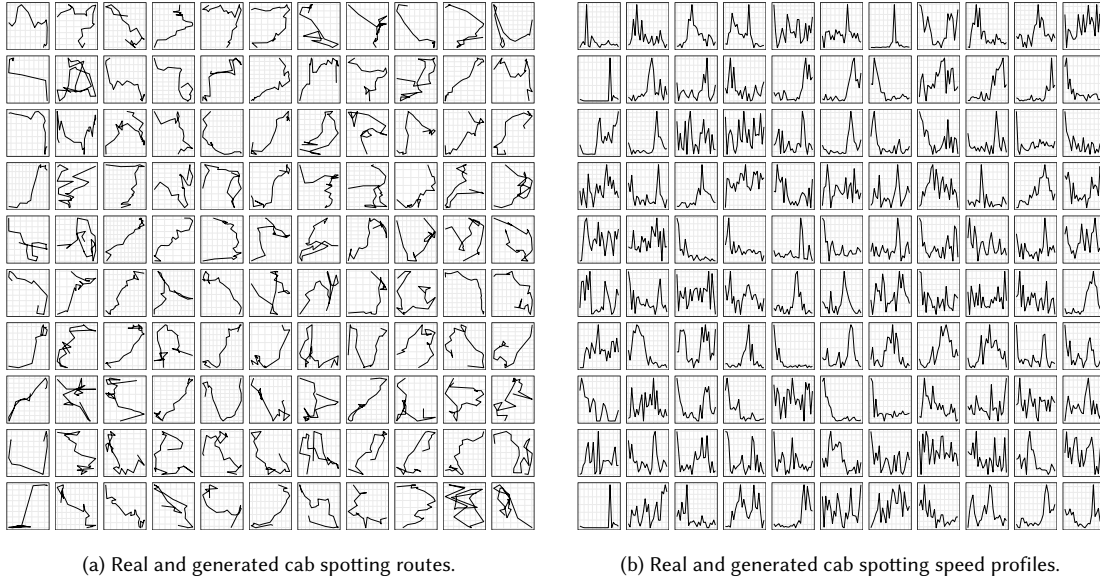 (a) Real and generated cab spotting routes.
(b) Real and generated cab spotting speed profiles.